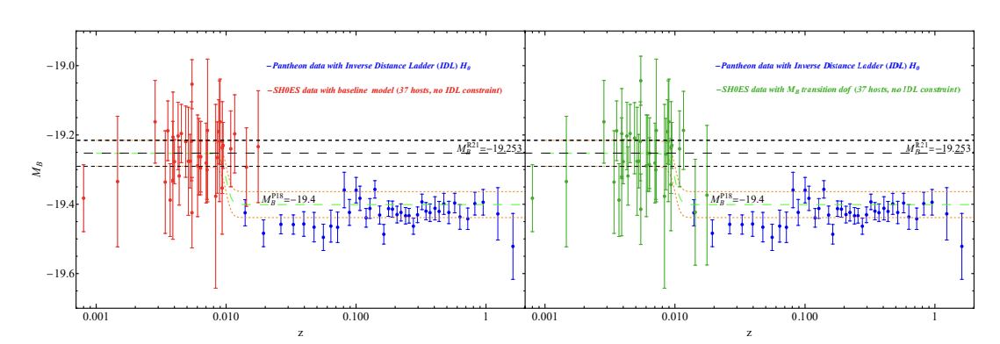 −Pantheon data with Inverse Distance Ladder (IDL) H0
−SH0ES data with baseline model (37 hosts, no IDL constraint)
M_B^R21=−19.253
M_B^P18=−19.4
−Pantheon data with Inverse Distance Ladder (IDL) H0
−SH0ES data with M_B transition dof (37 hosts, no IDL constraint)
M_B^R21=−19.253
M_B^P18=−19.4
M_B
−19.0
−19.2
−19.4
−19.6
0.001 0.010 0.100 1 0.001 0.010 0.100 1
z z